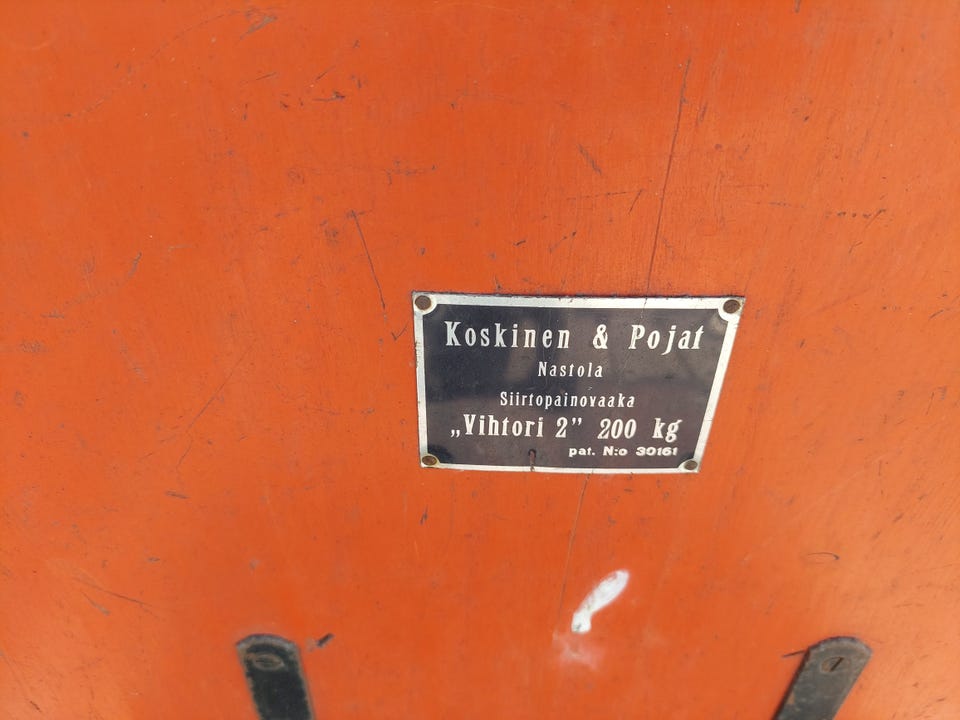 Koskinen & Pojat
Nastola
Siirtopainovaaka
„Vihtori 2” 200 kg
pat. N:o 30161